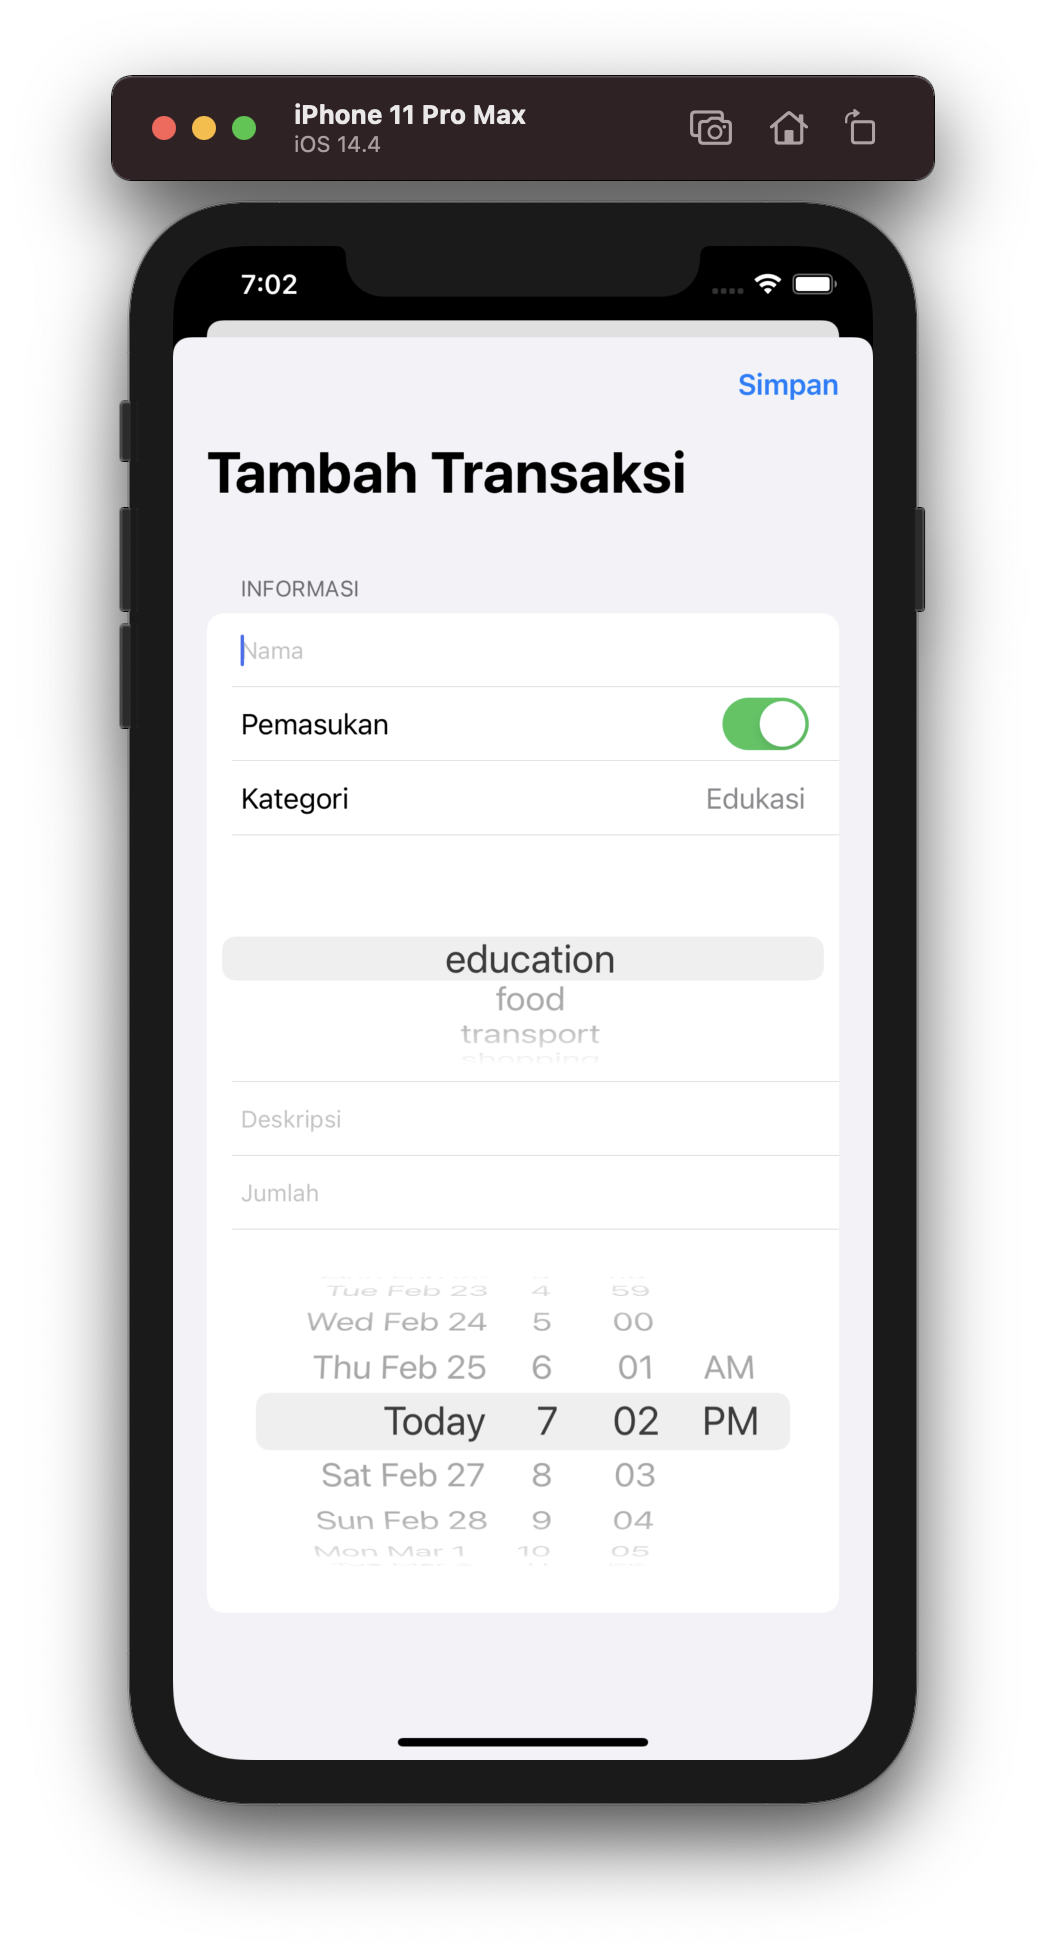 iPhone 11 Pro Max
iOS 14.4
7:02
Simpan
Tambah Transaksi
INFORMASI
Nama
Pemasukan
Kategori Edukasi
education
food
transport
shopping
Deskripsi
Jumlah
Tue Feb 23 4 59
Wed Feb 24 5 00
Thu Feb 25 6 01 AM
Today 7 02 PM
Sat Feb 27 8 03
Sun Feb 28 9 04
Mon Mar 1 10 05